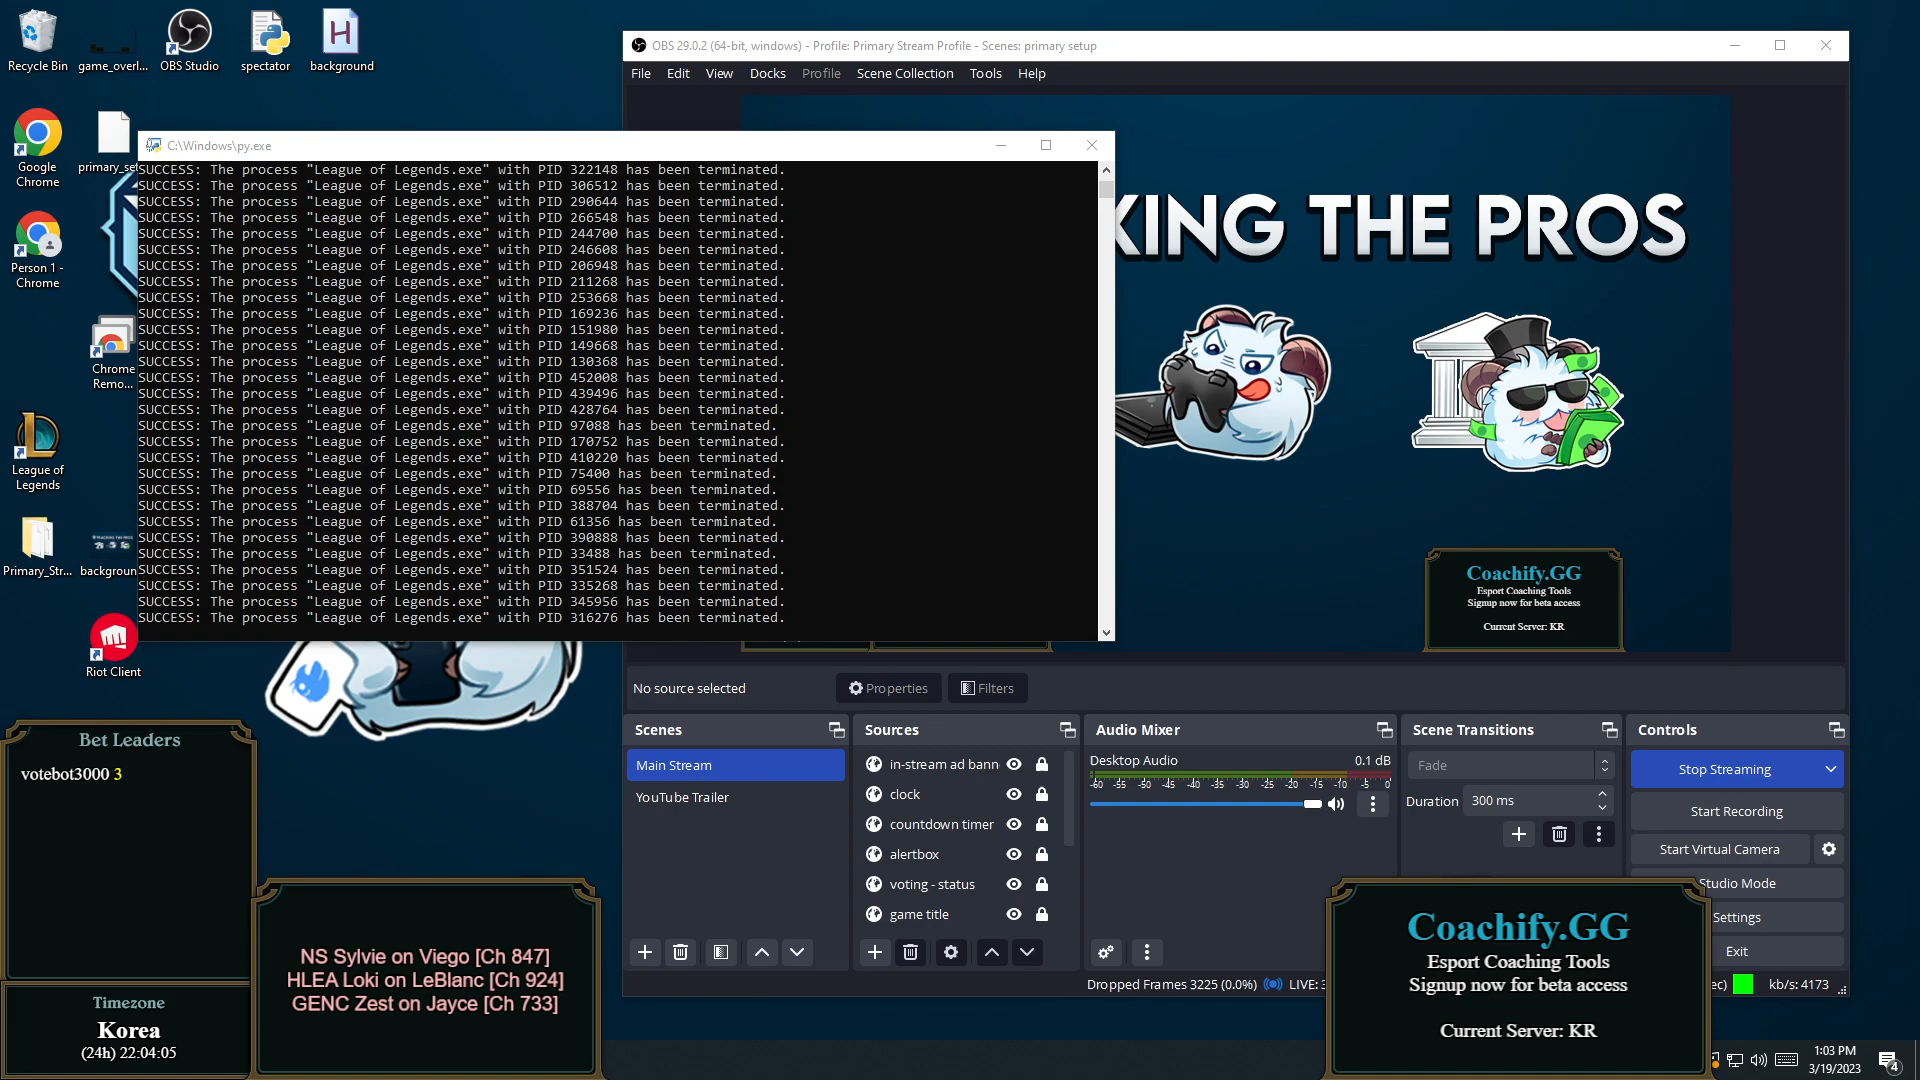 Recycle Bin
game_overl...
OBS Studio
spectator
background
Google
Chrome
primary_set
Person 1 -
Chrome
Chrome
Remo...
League of
Legends
Primary_Str...
backgroun
Riot Client
C:\Windows\py.exe
SUCCESS: The process "League of Legends.exe" with PID 322148 has been terminated.
SUCCESS: The process "League of Legends.exe" with PID 306512 has been terminated.
SUCCESS: The process "League of Legends.exe" with PID 290644 has been terminated.
SUCCESS: The process "League of Legends.exe" with PID 266548 has been terminated.
SUCCESS: The process "League of Legends.exe" with PID 244700 has been terminated.
SUCCESS: The process "League of Legends.exe" with PID 246608 has been terminated.
SUCCESS: The process "League of Legends.exe" with PID 206948 has been terminated.
SUCCESS: The process "League of Legends.exe" with PID 211268 has been terminated.
SUCCESS: The process "League of Legends.exe" with PID 253668 has been terminated.
SUCCESS: The process "League of Legends.exe" with PID 169236 has been terminated.
SUCCESS: The process "League of Legends.exe" with PID 151980 has been terminated.
SUCCESS: The process "League of Legends.exe" with PID 149668 has been terminated.
SUCCESS: The process "League of Legends.exe" with PID 130368 has been terminated.
SUCCESS: The process "League of Legends.exe" with PID 452008 has been terminated.
SUCCESS: The process "League of Legends.exe" with PID 439496 has been terminated.
SUCCESS: The process "League of Legends.exe" with PID 428764 has been terminated.
SUCCESS: The process "League of Legends.exe" with PID 97088 has been terminated.
SUCCESS: The process "League of Legends.exe" with PID 170752 has been terminated.
SUCCESS: The process "League of Legends.exe" with PID 410220 has been terminated.
SUCCESS: The process "League of Legends.exe" with PID 75400 has been terminated.
SUCCESS: The process "League of Legends.exe" with PID 69556 has been terminated.
SUCCESS: The process "League of Legends.exe" with PID 388704 has been terminated.
SUCCESS: The process "League of Legends.exe" with PID 61356 has been terminated.
SUCCESS: The process "League of Legends.exe" with PID 390888 has been terminated.
SUCCESS: The process "League of Legends.exe" with PID 33488 has been terminated.
SUCCESS: The process "League of Legends.exe" with PID 351524 has been terminated.
SUCCESS: The process "League of Legends.exe" with PID 335268 has been terminated.
SUCCESS: The process "League of Legends.exe" with PID 345956 has been terminated.
SUCCESS: The process "League of Legends.exe" with PID 316276 has been terminated.
OBS 29.0.2 (64-bit, windows) - Profile: Primary Stream Profile - Scenes: primary setup
File Edit View Docks Profile Scene Collection Tools Help
KING THE PROS
Coachify.GG
Esport Coaching Tools
Signup now for beta access
Current Server: KR
No source selected
Properties
Filters
Scenes
Main Stream
YouTube Trailer
Sources
in-stream ad bann
clock
countdown timer
alertbox
voting - status
game title
Audio Mixer
Desktop Audio 0.1 dB
-60 -55 -50 -45 -40 -35 -30 -25 -20 -15 -10 -5 0
Scene Transitions
Fade
Duration 300 ms
Controls
Stop Streaming
Start Recording
Start Virtual Camera
Studio Mode
Settings
Exit
Dropped Frames 3225 (0.0%) LIVE: 3
ec) kb/s: 4173
Bet Leaders
votebot3000 3
Timezone
Korea
(24h) 22:04:05
NS Sylvie on Viego [Ch 847]
HLEA Loki on LeBlanc [Ch 924]
GENC Zest on Jayce [Ch 733]
Coachify.GG
Esport Coaching Tools
Signup now for beta access
Current Server: KR
1:03 PM
3/19/2023
4